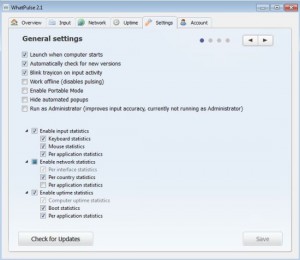 WhatPulse 2.1
Overview Input Network Uptime Settings Account
General settings
Launch when computer starts
Automatically check for new versions
Blink trayicon on input activity
Work offline (disables pulsing)
Enable Portable Mode
Hide automated popups
Run as Administrator (improves input accuracy, currently not running as Administrator)
Enable input statistics
Keyboard statistics
Mouse statistics
Per application statistics
Enable network statistics
Per interface statistics
Per country statistics
Per application statistics
Enable uptime statistics
Computer uptime statistics
Boot statistics
Per application statistics
Check for Updates
Save